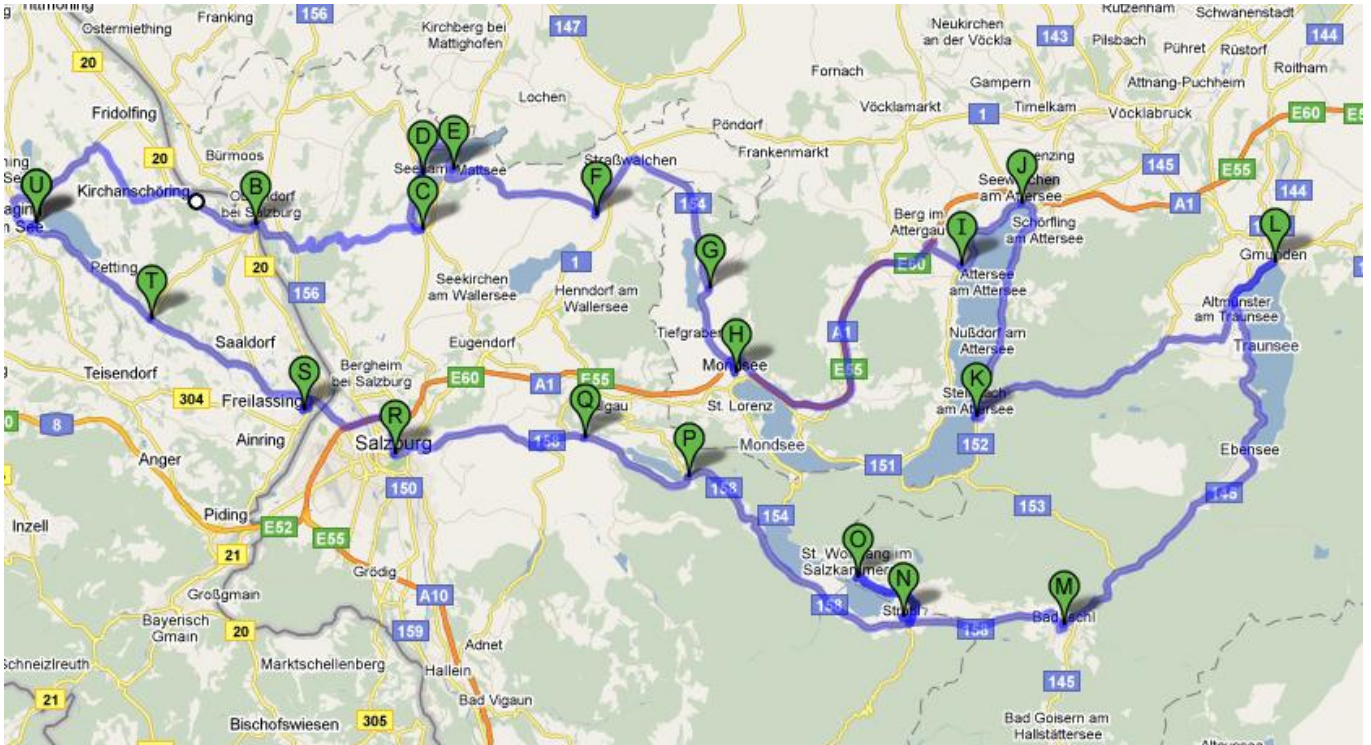 Tittmoning
Ostermiething
Franking
156
Kirchberg bei
Mattighofen
147
Neukirchen
an der Vöckla
143
Rutzenham
Schwanenstadt
Pilsbach
Pühret
Rüstorf
144
20
Fridolfing
Lochen
Fornach
Gampern
Attnang-Puchheim
Roitham
Vöcklamarkt
1
Timelkam
Vöcklabruck
E60
Pöndorf
Frankenmarkt
20
Bürmoos
D
E
Mattsee
Straßwalchen
F
J
145
E55
U
Kirchanschöring
B
bei Salzburg
C
154
Seewalchen
am Attersee
A1
144
Berg im
Attergau
I
Schörfling
am Attersee
L
Gmunden
Petting
T
20
156
Seekirchen
am Wallersee
1
Henndorf am
Wallersee
G
E60
Attersee
am Attersee
Altmünster
am Traunsee
Saaldorf
Eugendorf
Tiefgraben
H
Mondsee
A1
Nußdorf am
Attersee
Traunsee
Teisendorf
S
Bergheim
bei Salzburg
E60
A1
E55
E55
K
am Attersee
304
Freilassing
8
Ainring
R
Salzburg
Q
158
St. Lorenz
P
Mondsee
151
152
Ebensee
Anger
150
158
154
153
145
Inzell
Piding
E52
21
E55
Grödig
O
St. Wolfgang im
N
M
Großgmain
A10
158
158
Bayerisch
Gmain
20
159
Adnet
Schneizlreuth
Marktschellenberg
Hallein
145
21
Bad Vigaun
Bischofswiesen
305
Bad Goisern am
Hallstättersee